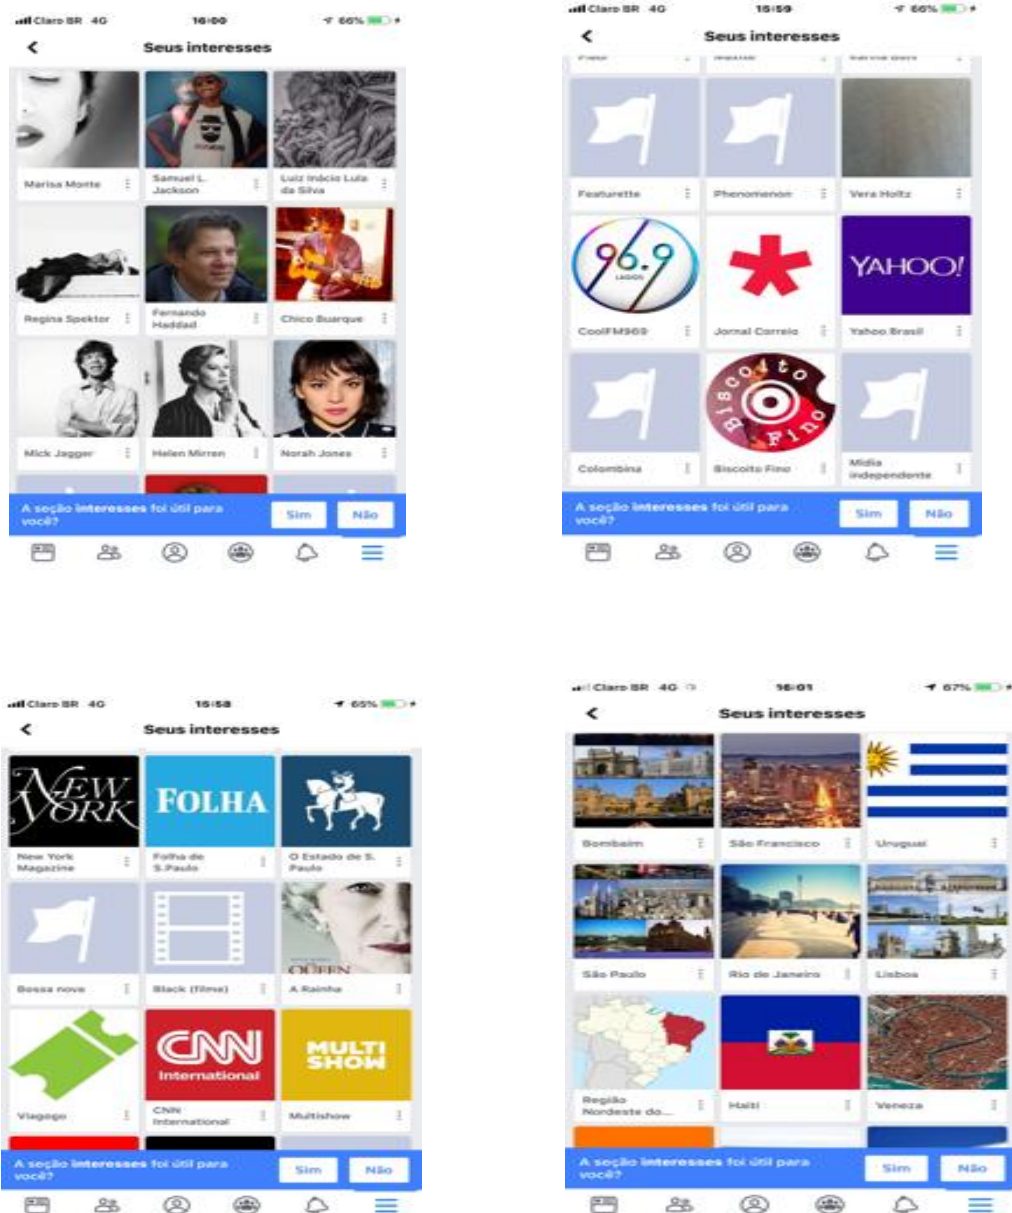 Claro BR 4G 16:00 66%
Seus interesses
Marisa Monte
Samuel L.
Jackson
Luiz Inácio Lula
da Silva
Regina Spektor
Fernando
Haddad
Chico Buarque
Mick Jagger
Helen Mirren
Norah Jones
A seção interesses foi útil para
você?
Sim
Não
Claro BR 4G 15:59 66%
Seus interesses
Featurette
Phenomenon
Vera Holtz
96.9
LAGOS
YAHOO!
CoolFM969
Jornal Correio
Yahoo Brasil
Biscoito Fino
Colombina
Biscoito Fino
Mídia
independente
A seção interesses foi útil para
você?
Sim
Não
Claro BR 4G 15:58 65%
Seus interesses
NEW YORK
FOLHA
New York
Magazine
Folha de
S.Paulo
O Estado de S.
Paulo
QUEEN
Bossa nova
Black (filme)
A Rainha
CNN
International
MULTI
SHOW
Viagogo
CNN
International
Multishow
A seção interesses foi útil para
você?
Sim
Não
Claro BR 4G 16:01 67%
Seus interesses
Bombaim
São Francisco
Uruguai
São Paulo
Rio de Janeiro
Lisboa
Região
Nordeste do...
Haiti
Veneza
A seção interesses foi útil para
você?
Sim
Não